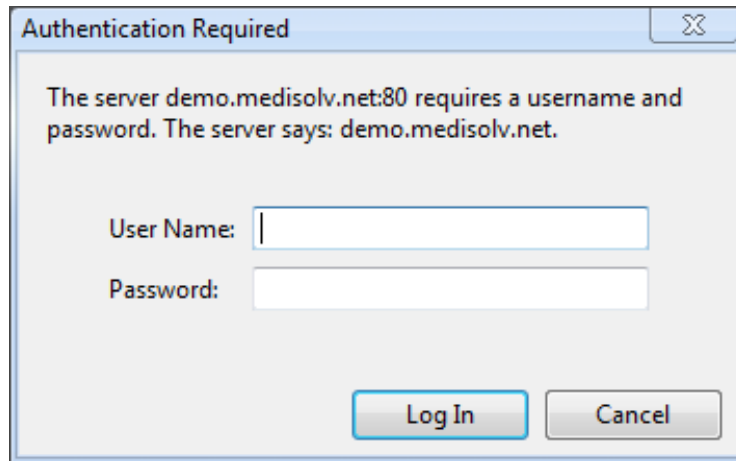 Authentication Required
The server demo.medisolv.net:80 requires a username and
password. The server says: demo.medisolv.net.
User Name:
Password:
Log In
Cancel